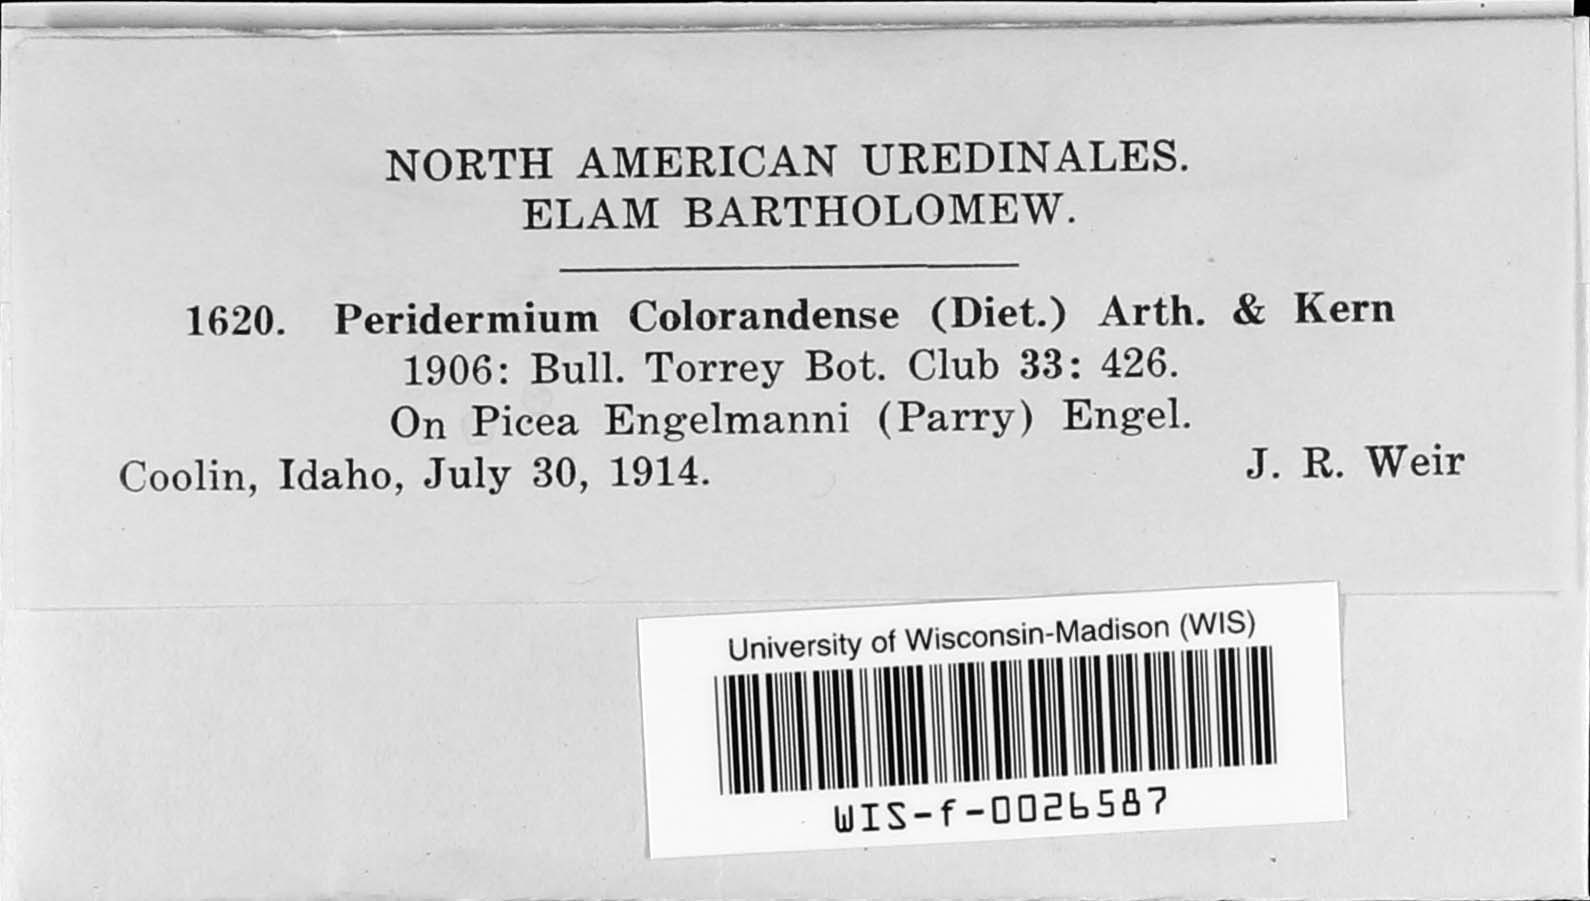 NORTH AMERICAN UREDINALES.
ELAM BARTHOLOMEW.
1620. Peridermium Colorandense (Diet.) Arth. & Kern
1906: Bull. Torrey Bot. Club 33: 426.
On Picea Engelmanni (Parry) Engel.
Coolin, Idaho, July 30, 1914. J. R. Weir
University of Wisconsin-Madison (WIS)
WIS-f-0026587